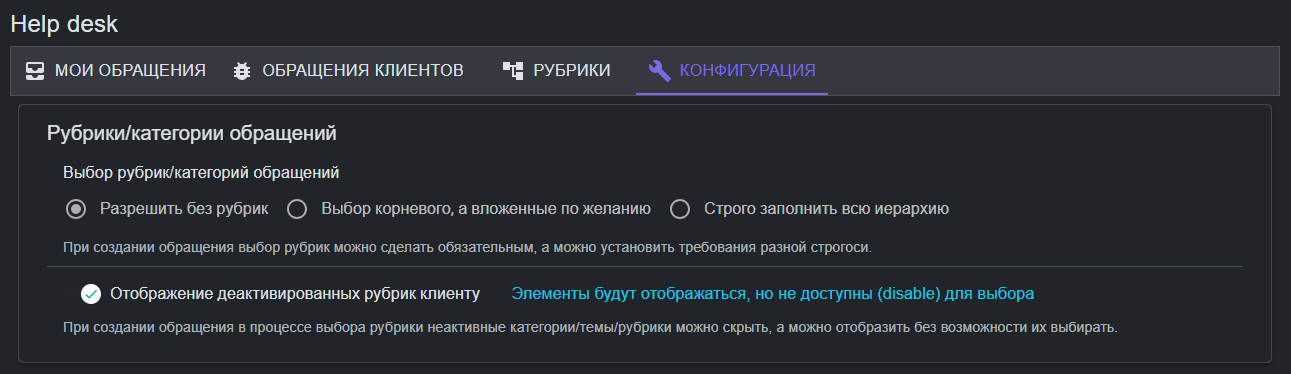 Help desk
МОИ ОБРАЩЕНИЯ ОБРАЩЕНИЯ КЛИЕНТОВ РУБРИКИ КОНФИГУРАЦИЯ
Рубрики/категории обращений
Выбор рубрик/категорий обращений
Разрешить без рубрик Выбор корневого, а вложенные по желанию Строго заполнить всю иерархию
При создании обращения выбор рубрик можно сделать обязательным, а можно установить требования разной строгоси.
Отображение деактивированных рубрик клиенту Элементы будут отображаться, но не доступны (disable) для выбора
При создании обращения в процессе выбора рубрики неактивные категории/темы/рубрики можно скрыть, а можно отобразить без возможности их выбирать.